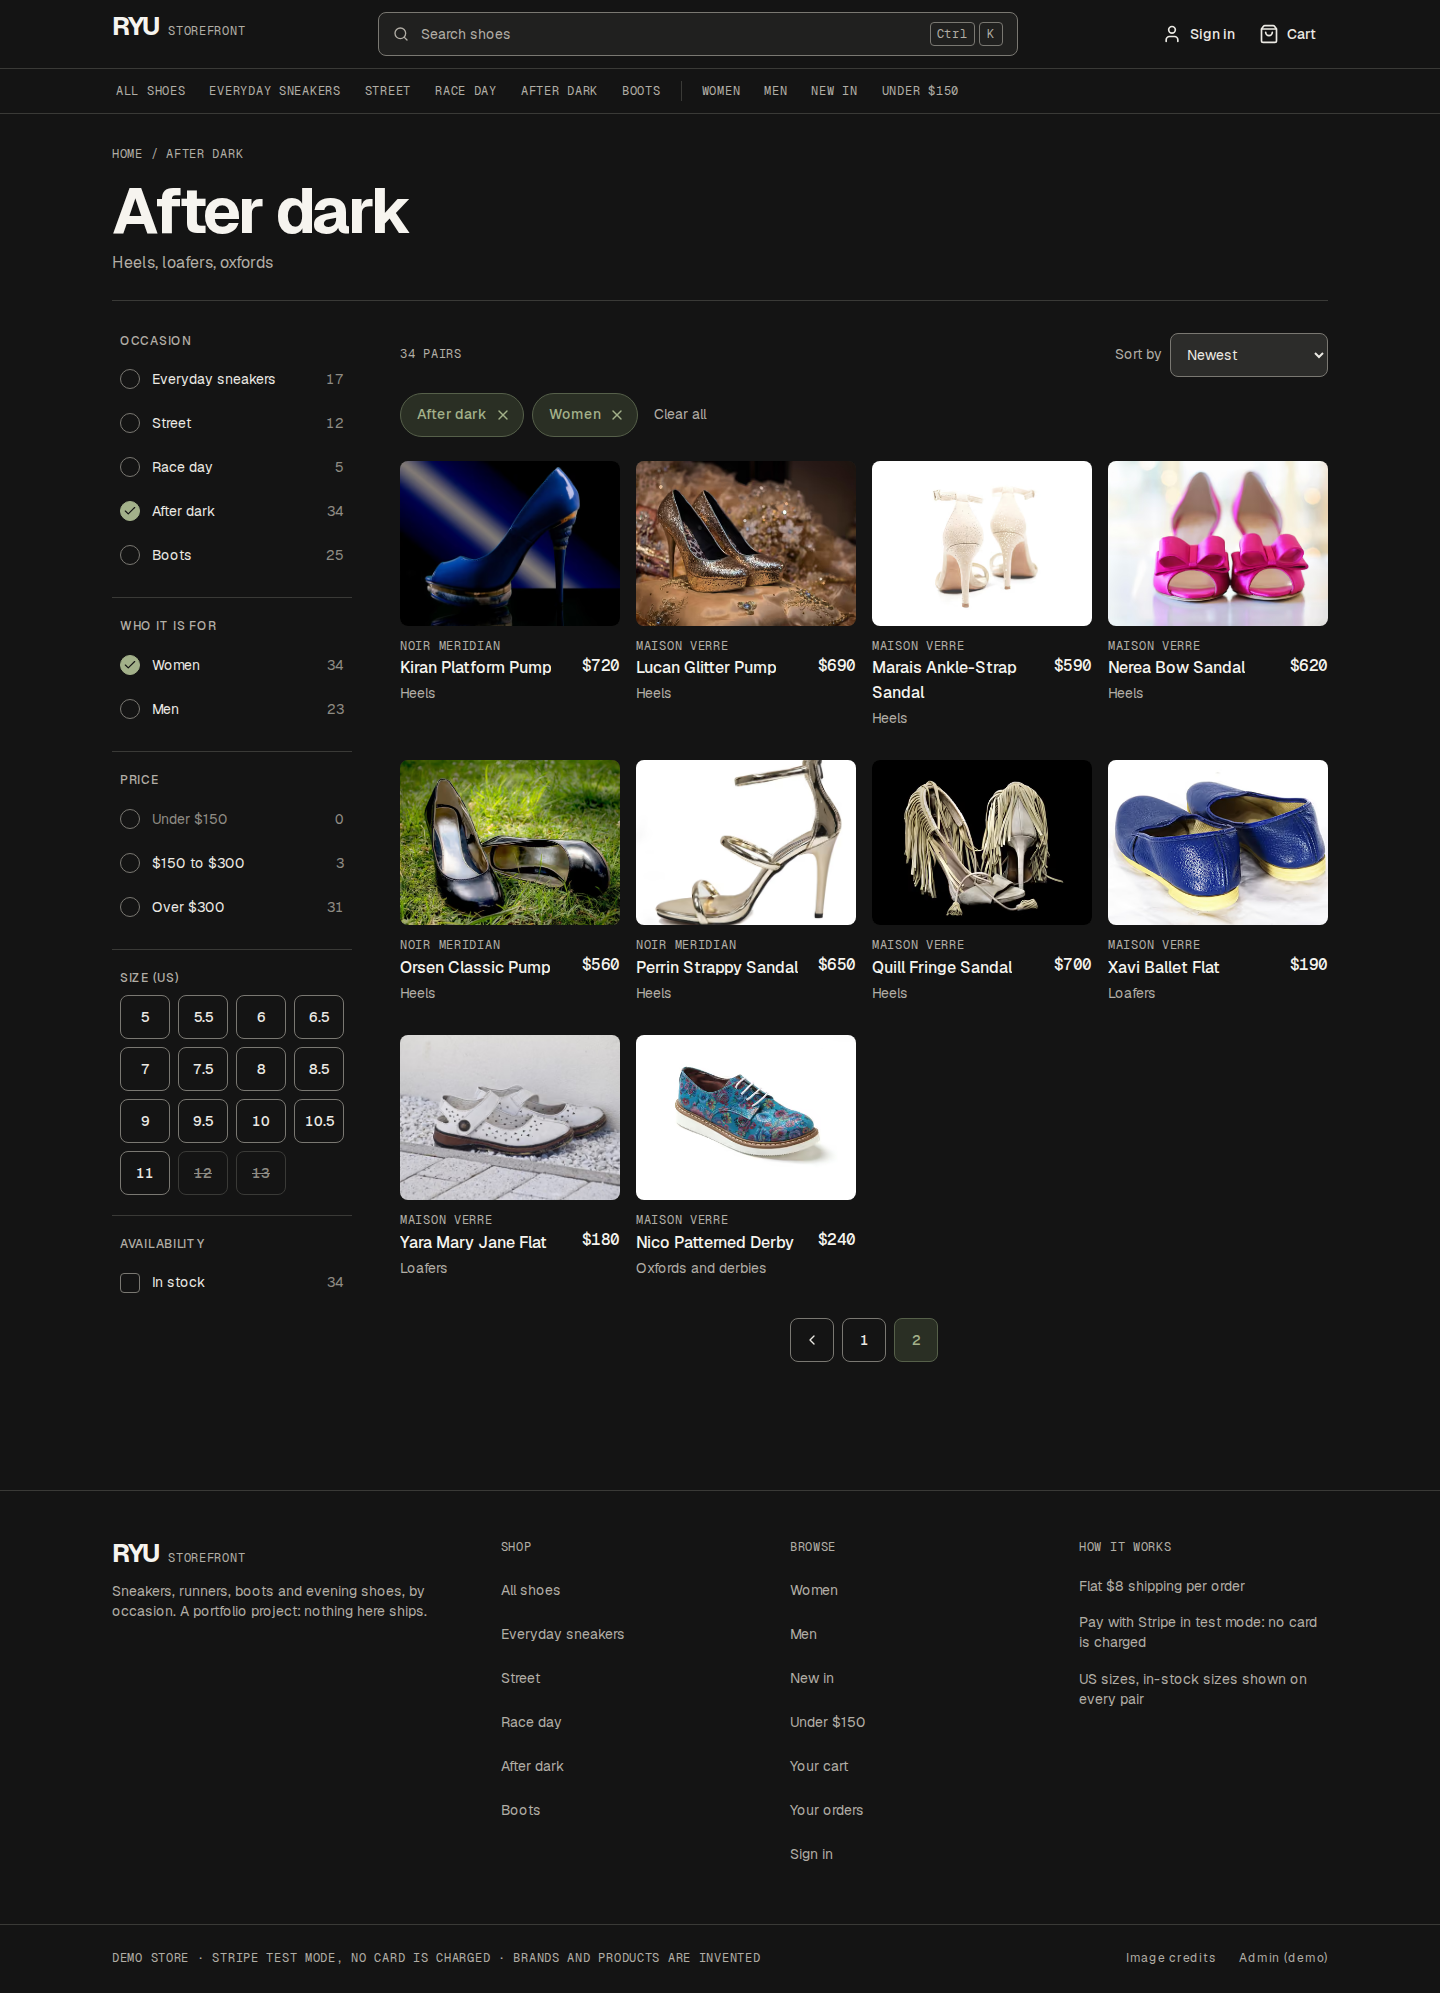 RYU STOREFRONT
Search shoes
Ctrl K
Sign in
Cart
ALL SHOES EVERYDAY SNEAKERS STREET RACE DAY AFTER DARK BOOTS WOMEN MEN NEW IN UNDER $150
HOME / AFTER DARK
After dark
Heels, loafers, oxfords
OCCASION
Everyday sneakers 17
Street 12
Race day 5
After dark 34
Boots 25
WHO IT IS FOR
Women 34
Men 23
PRICE
Under $150 0
$150 to $300 3
Over $300 31
SIZE (US)
5 5.5 6 6.5
7 7.5 8 8.5
9 9.5 10 10.5
11 12 13
AVAILABILITY
In stock 34
34 PAIRS
Sort by Newest
After dark Women Clear all
NOIR MERIDIAN
Kiran Platform Pump $720
Heels
MAISON VERRE
Lucan Glitter Pump $690
Heels
MAISON VERRE
Marais Ankle-Strap $590
Sandal
Heels
MAISON VERRE
Nerea Bow Sandal $620
Heels
NOIR MERIDIAN
Orsen Classic Pump $560
Heels
NOIR MERIDIAN
Perrin Strappy Sandal $650
Heels
MAISON VERRE
Quill Fringe Sandal $700
Heels
MAISON VERRE
Xavi Ballet Flat $190
Loafers
MAISON VERRE
Yara Mary Jane Flat $180
Loafers
MAISON VERRE
Nico Patterned Derby $240
Oxfords and derbies
1 2
RYU STOREFRONT
Sneakers, runners, boots and evening shoes, by
occasion. A portfolio project: nothing here ships.
SHOP
All shoes
Everyday sneakers
Street
Race day
After dark
Boots
BROWSE
Women
Men
New in
Under $150
Your cart
Your orders
Sign in
HOW IT WORKS
Flat $8 shipping per order
Pay with Stripe in test mode: no card
is charged
US sizes, in-stock sizes shown on
every pair
DEMO STORE · STRIPE TEST MODE, NO CARD IS CHARGED · BRANDS AND PRODUCTS ARE INVENTED
Image credits Admin (demo)